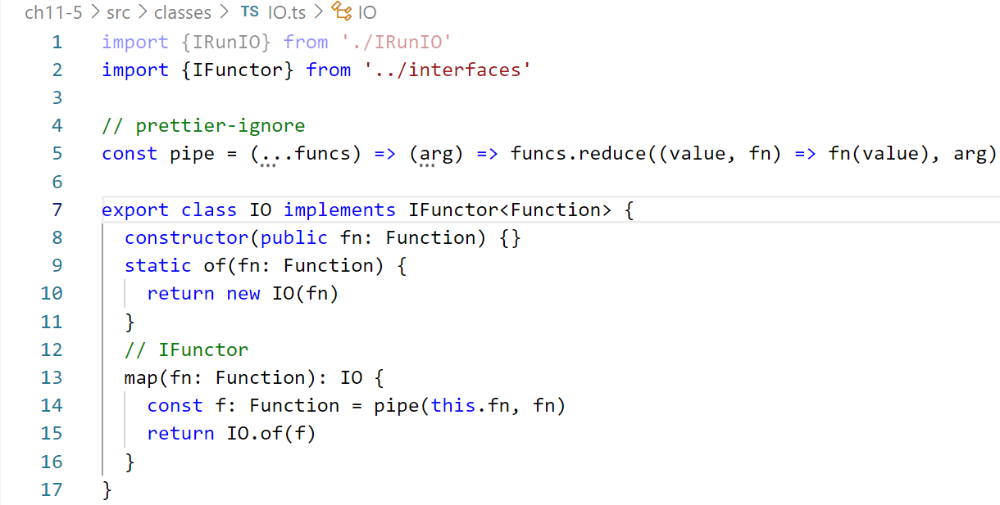 ch11-5 > src > classes > TS IO.ts > IO
1 import {IRunIO} from './IRunIO'
2 import {IFunctor} from '../interfaces'
3
4 // prettier-ignore
5 const pipe = (...funcs) => (arg) => funcs.reduce((value, fn) => fn(value), arg)
6
7 export class IO implements IFunctor<Function> {
8   constructor(public fn: Function) {}
9   static of(fn: Function) {
10     return new IO(fn)
11   }
12   // IFunctor
13   map(fn: Function): IO {
14     const f: Function = pipe(this.fn, fn)
15     return IO.of(f)
16   }
17 }